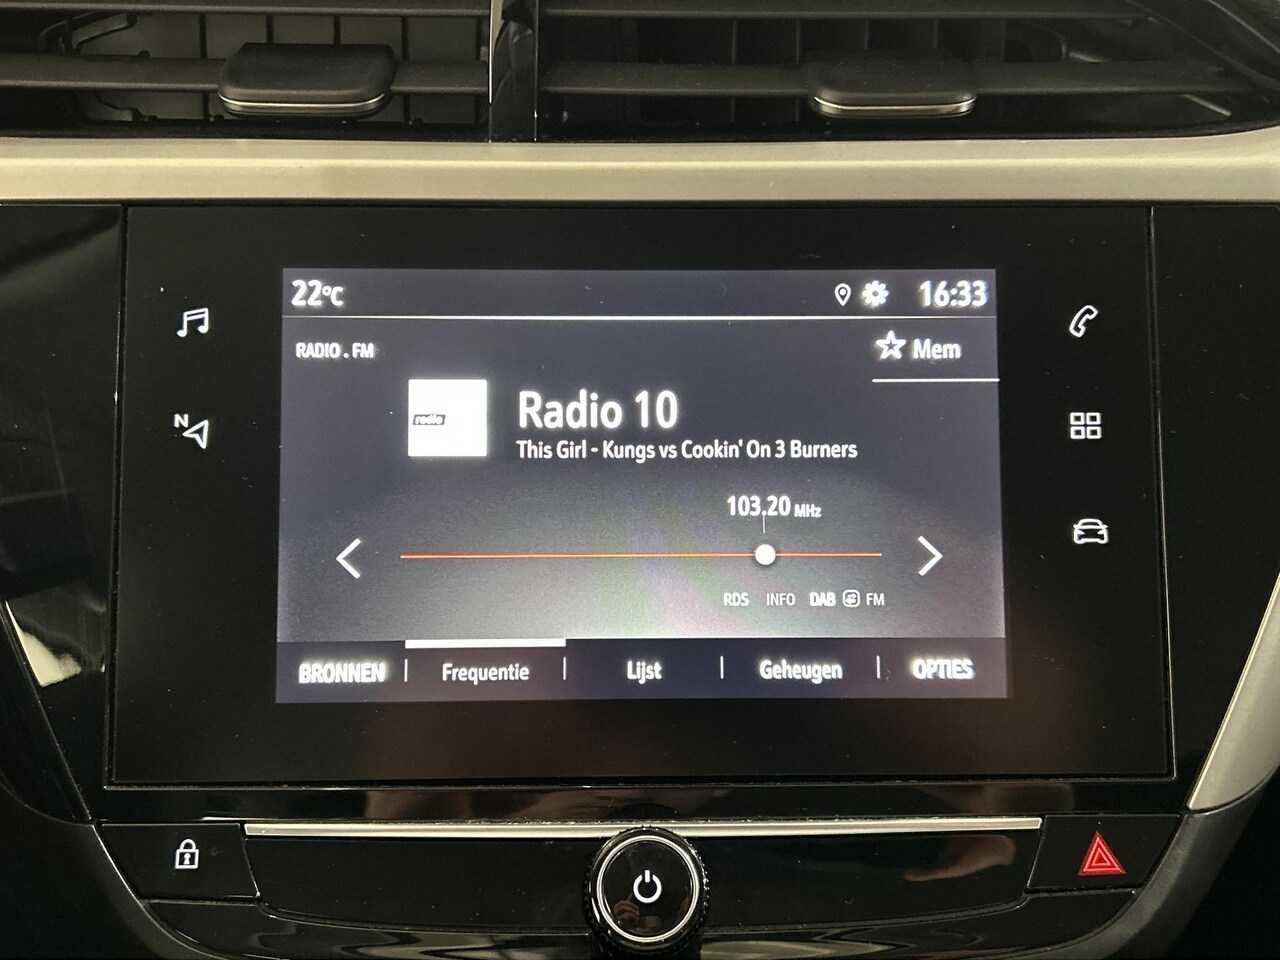 22°C
16:33
RADIO . FM
Mem
radio
Radio 10
This Girl - Kungs vs Cookin' On 3 Burners
103.20 MHz
N
RDS INFO DAB FM
BRONNEN Frequentie Lijst Geheugen OPTIES